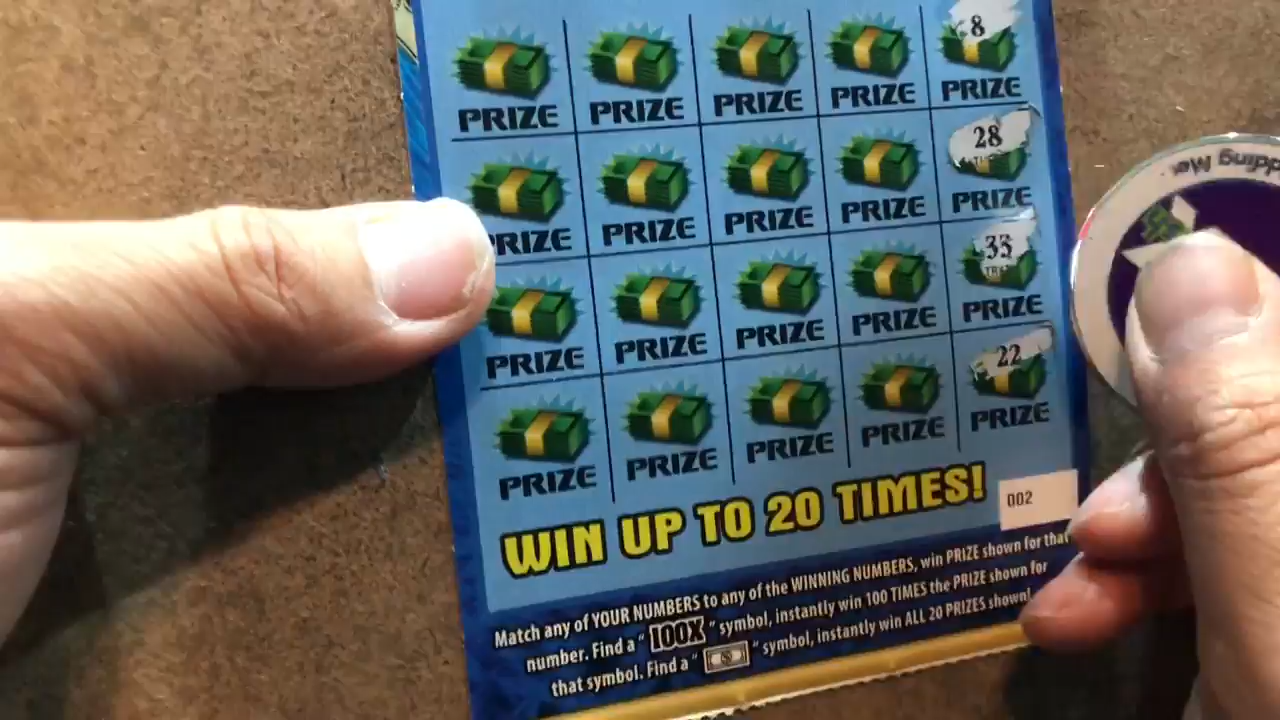 8
PRIZE PRIZE PRIZE PRIZE PRIZE
28
PRIZE PRIZE PRIZE PRIZE
33
PRIZE PRIZE PRIZE PRIZE PRIZE
22
PRIZE PRIZE PRIZE PRIZE PRIZE
WIN UP TO 20 TIMES!
002
Match any of YOUR NUMBERS to any of the WINNING NUMBERS, win PRIZE shown for that
number. Find a "100X" symbol, instantly win 100 TIMES the PRIZE shown for
that symbol. Find a " " symbol, instantly win ALL 20 PRIZES shown!